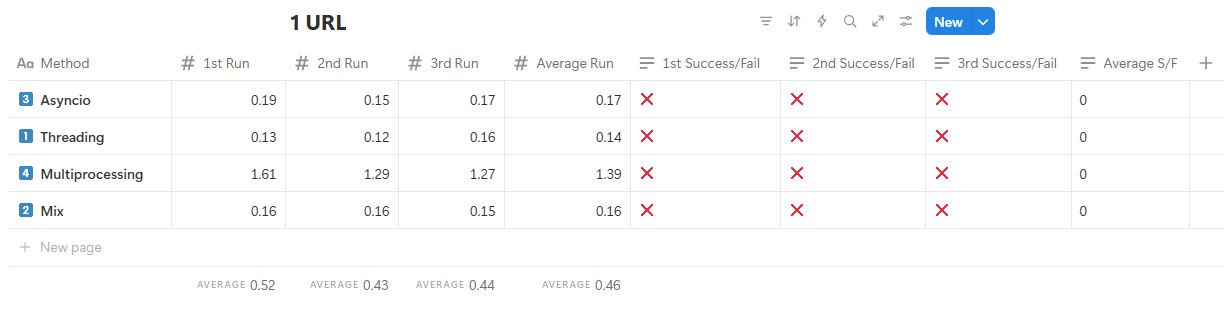 1 URL
New
Aa Method # 1st Run # 2nd Run # 3rd Run # Average Run 1st Success/Fail 2nd Success/Fail 3rd Success/Fail Average S/F +
3 Asyncio 0.19 0.15 0.17 0.17 ❌ ❌ ❌ 0
1 Threading 0.13 0.12 0.16 0.14 ❌ ❌ ❌ 0
4 Multiprocessing 1.61 1.29 1.27 1.39 ❌ ❌ ❌ 0
2 Mix 0.16 0.16 0.15 0.16 ❌ ❌ ❌ 0
+ New page
AVERAGE 0.52 AVERAGE 0.43 AVERAGE 0.44 AVERAGE 0.46